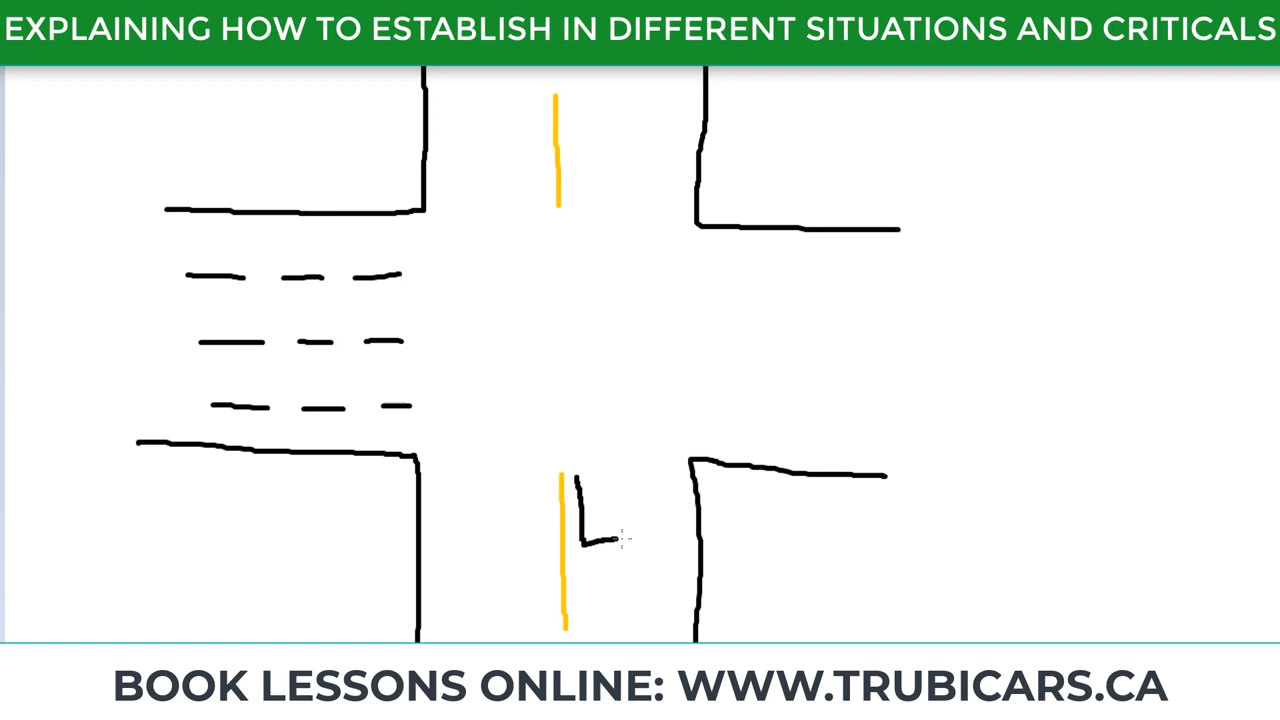 EXPLAINING HOW TO ESTABLISH IN DIFFERENT SITUATIONS AND CRITICALS
BOOK LESSONS ONLINE: WWW.TRUBICARS.CA